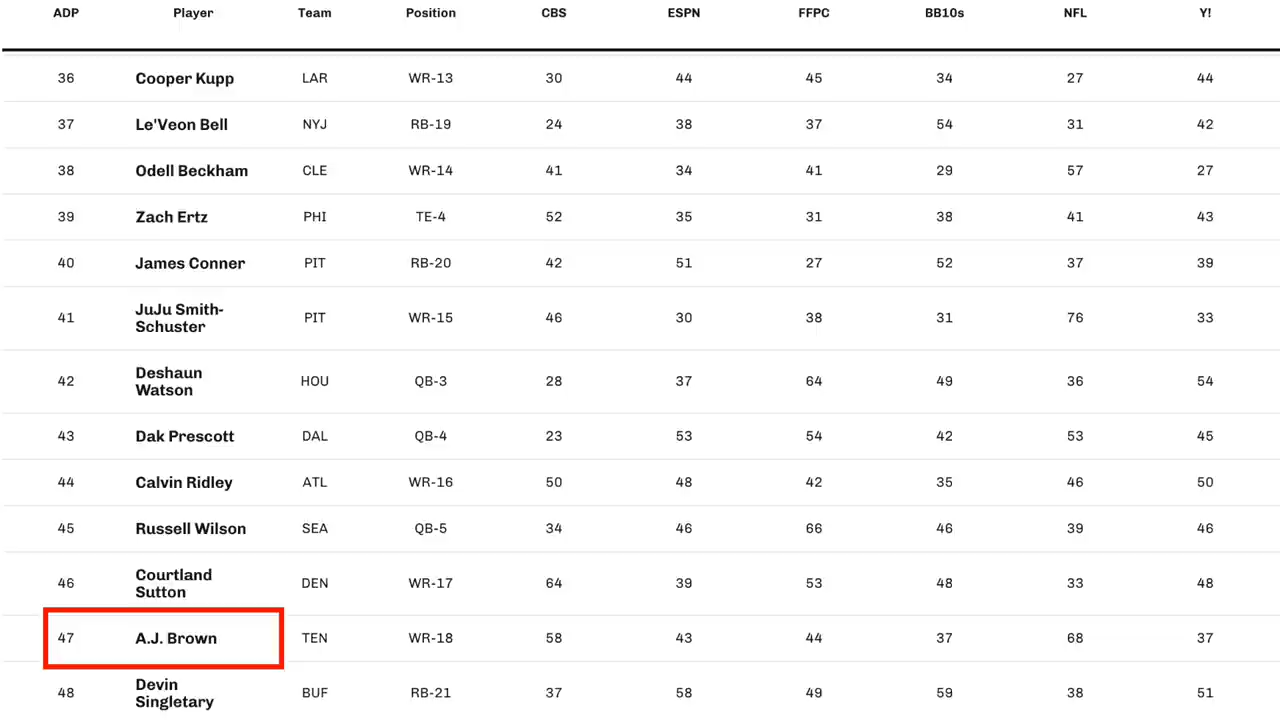 ADP Player Team Position CBS ESPN FFPC BB10s NFL Y!
36 Cooper Kupp LAR WR-13 30 44 45 34 27 44
37 Le'Veon Bell NYJ RB-19 24 38 37 54 31 42
38 Odell Beckham CLE WR-14 41 34 41 29 57 27
39 Zach Ertz PHI TE-4 52 35 31 38 41 43
40 James Conner PIT RB-20 42 51 27 52 37 39
41 JuJu Smith-
Schuster PIT WR-15 46 30 38 31 76 33
42 Deshaun
Watson HOU QB-3 28 37 64 49 36 54
43 Dak Prescott DAL QB-4 23 53 54 42 53 45
44 Calvin Ridley ATL WR-16 50 48 42 35 46 50
45 Russell Wilson SEA QB-5 34 46 66 46 39 46
46 Courtland
Sutton DEN WR-17 64 39 53 48 33 48
47 A.J. Brown TEN WR-18 58 43 44 37 68 37
48 Devin
Singletary BUF RB-21 37 58 49 59 38 51